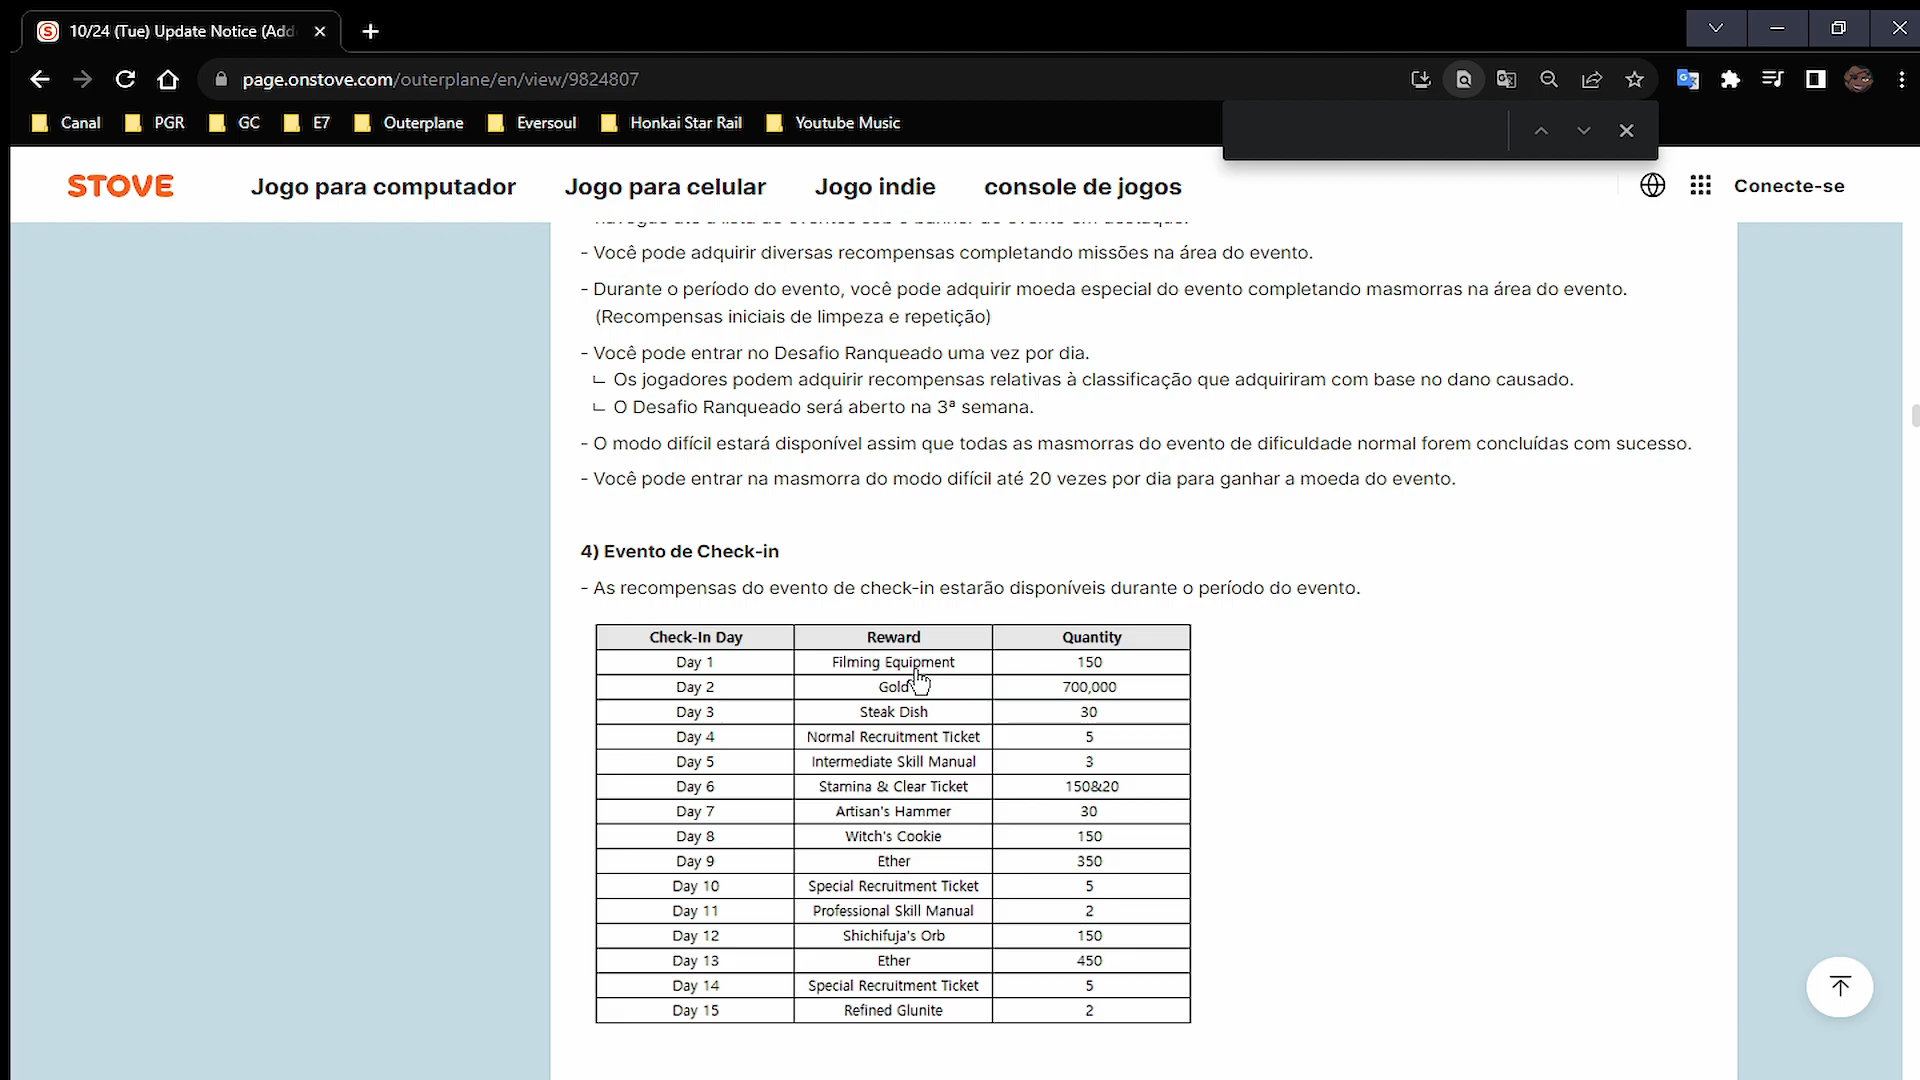 10/24 (Tue) Update Notice (Add
page.onstove.com/outerplane/en/view/9824807
Canal PGR GC E7 Outerplane Eversoul Honkai Star Rail Youtube Music
STOVE Jogo para computador Jogo para celular Jogo indie console de jogos Conecte-se
navegue até a lista de eventos sob o banner do evento em destaque.
- Você pode adquirir diversas recompensas completando missões na área do evento.
- Durante o período do evento, você pode adquirir moeda especial do evento completando masmorras na área do evento.
(Recompensas iniciais de limpeza e repetição)
- Você pode entrar no Desafio Ranqueado uma vez por dia.
ㄴ Os jogadores podem adquirir recompensas relativas à classificação que adquiriram com base no dano causado.
ㄴ O Desafio Ranqueado será aberto na 3ª semana.
- O modo difícil estará disponível assim que todas as masmorras do evento de dificuldade normal forem concluídas com sucesso.
- Você pode entrar na masmorra do modo difícil até 20 vezes por dia para ganhar a moeda do evento.
4) Evento de Check-in
- As recompensas do evento de check-in estarão disponíveis durante o período do evento.
Check-In Day Reward Quantity
Day 1 Filming Equipment 150
Day 2 Gold 700,000
Day 3 Steak Dish 30
Day 4 Normal Recruitment Ticket 5
Day 5 Intermediate Skill Manual 3
Day 6 Stamina & Clear Ticket 150&20
Day 7 Artisan's Hammer 30
Day 8 Witch's Cookie 150
Day 9 Ether 350
Day 10 Special Recruitment Ticket 5
Day 11 Professional Skill Manual 2
Day 12 Shichifuja's Orb 150
Day 13 Ether 450
Day 14 Special Recruitment Ticket 5
Day 15 Refined Glunite 2